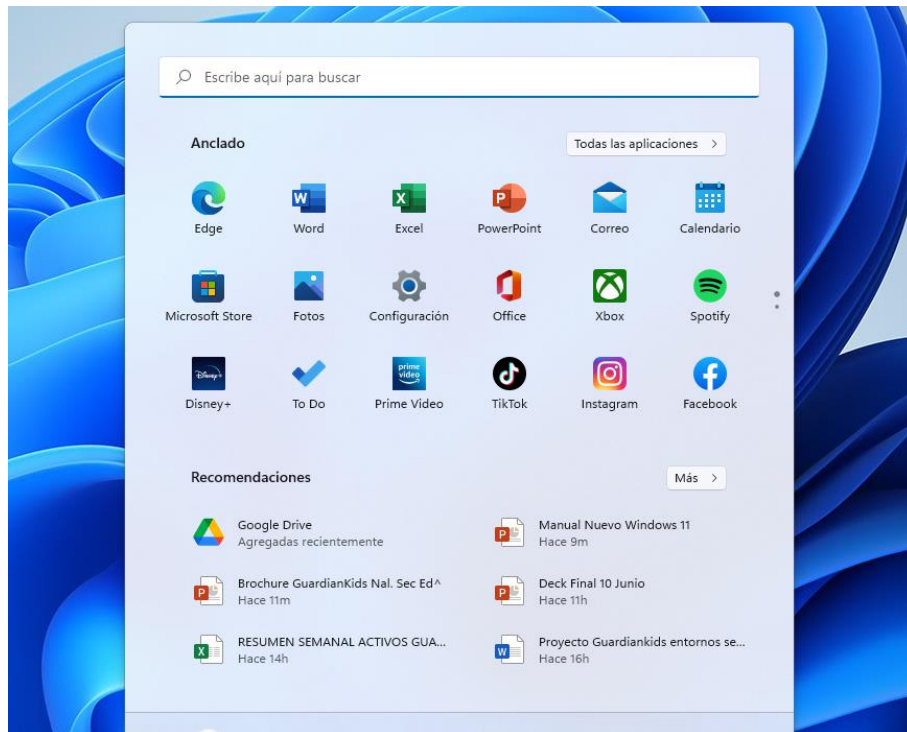 Escribe aquí para buscar
Anclado
Todas las aplicaciones >
Edge
Word
Excel
PowerPoint
Correo
Calendario
Microsoft Store
Fotos
Configuración
Office
Xbox
Spotify
Disney+
prime video
Disney+
To Do
Prime Video
TikTok
Instagram
Facebook
Recomendaciones
Más >
Google Drive
Agregadas recientemente
Manual Nuevo Windows 11
Hace 9m
Brochure GuardianKids Nal. Sec Ed^
Hace 11m
Deck Final 10 Junio
Hace 11h
RESUMEN SEMANAL ACTIVOS GUA...
Hace 14h
Proyecto Guardiankids entornos se...
Hace 16h